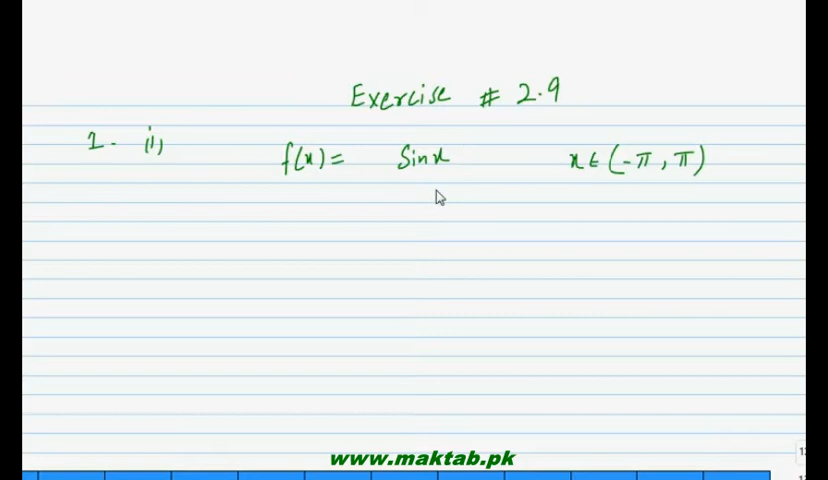 Exercise # 2.9
1. (i) f(x) = Sin x x ∈ (-π, π)
www.maktab.pk